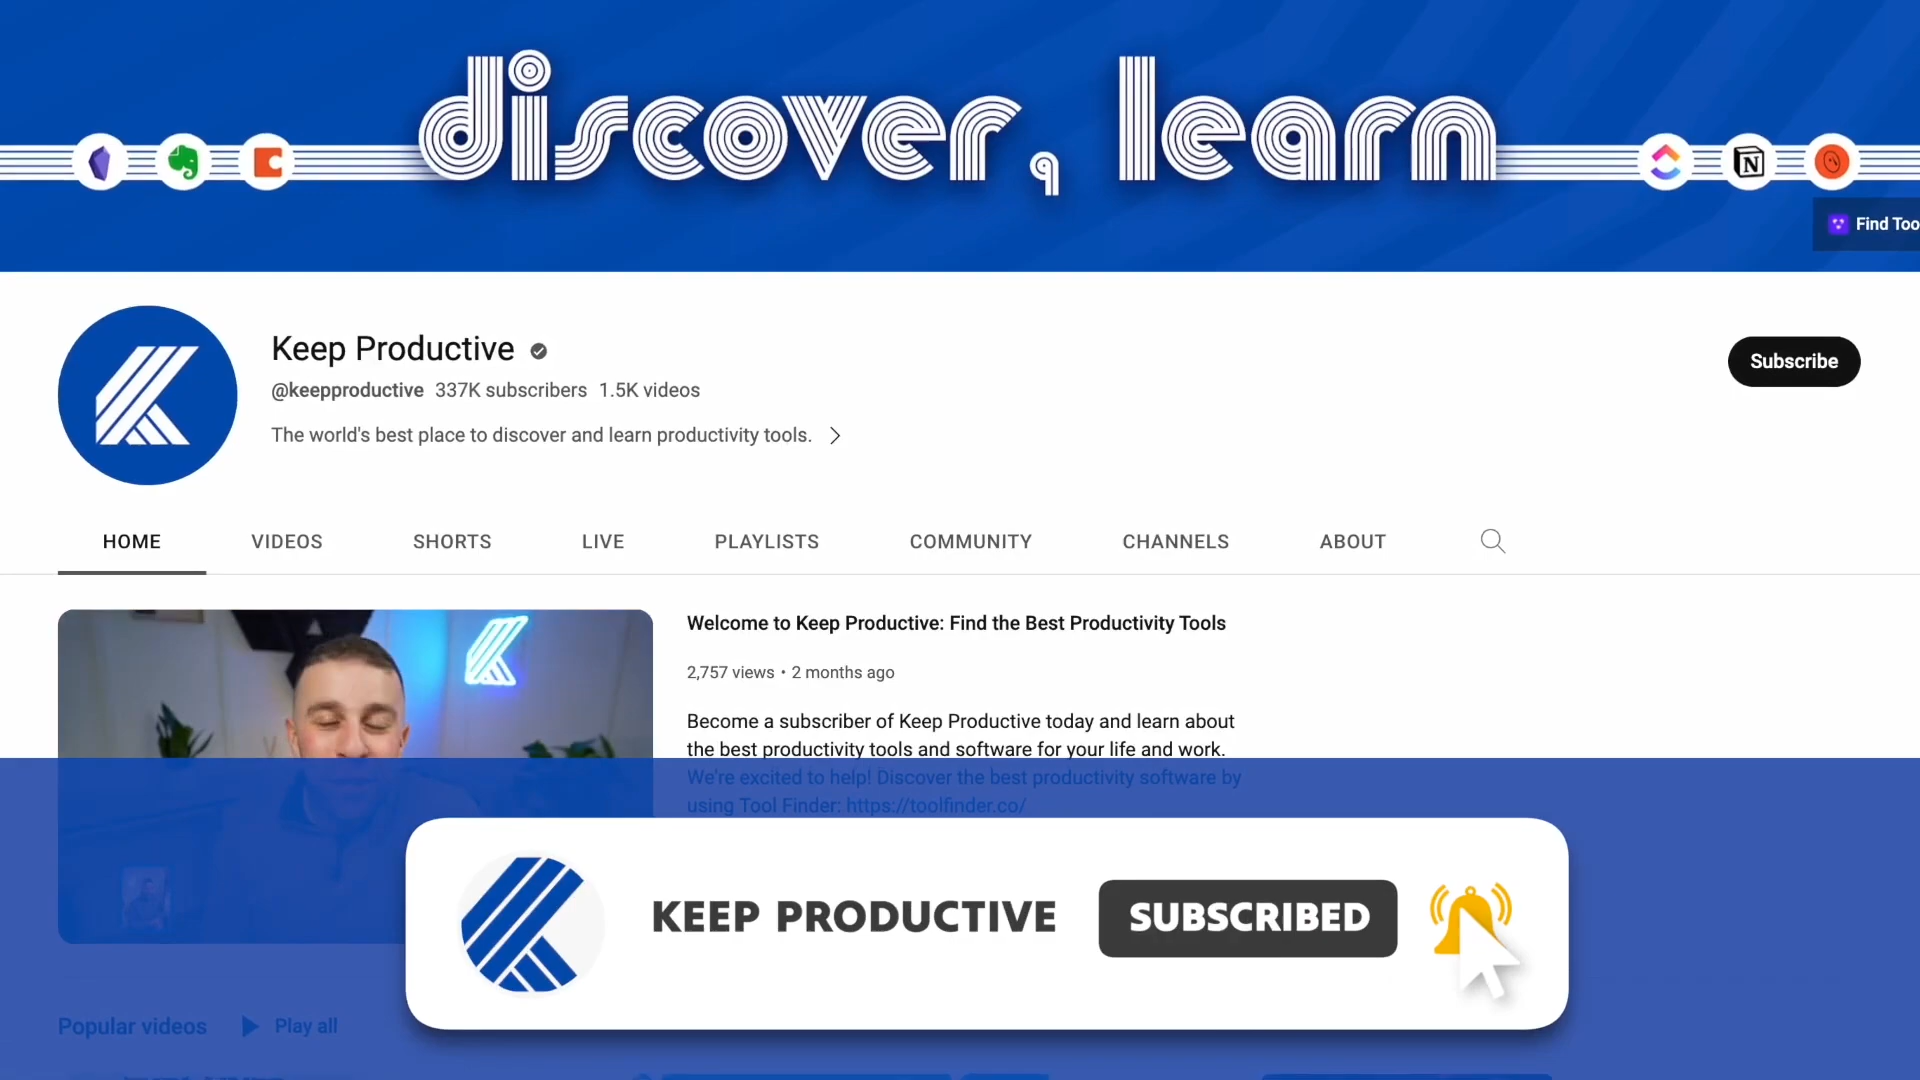 discover, learn
Find Too
Keep Productive
@keepproductive 337K subscribers 1.5K videos
The world's best place to discover and learn productivity tools.
Subscribe
HOME VIDEOS SHORTS LIVE PLAYLISTS COMMUNITY CHANNELS ABOUT
Welcome to Keep Productive: Find the Best Productivity Tools
2,757 views • 2 months ago
Become a subscriber of Keep Productive today and learn about
the best productivity tools and software for your life and work.
We're excited to help! Discover the best productivity software by
using Tool Finder: https://toolfinder.co/
KEEP PRODUCTIVE SUBSCRIBED
Popular videos Play all